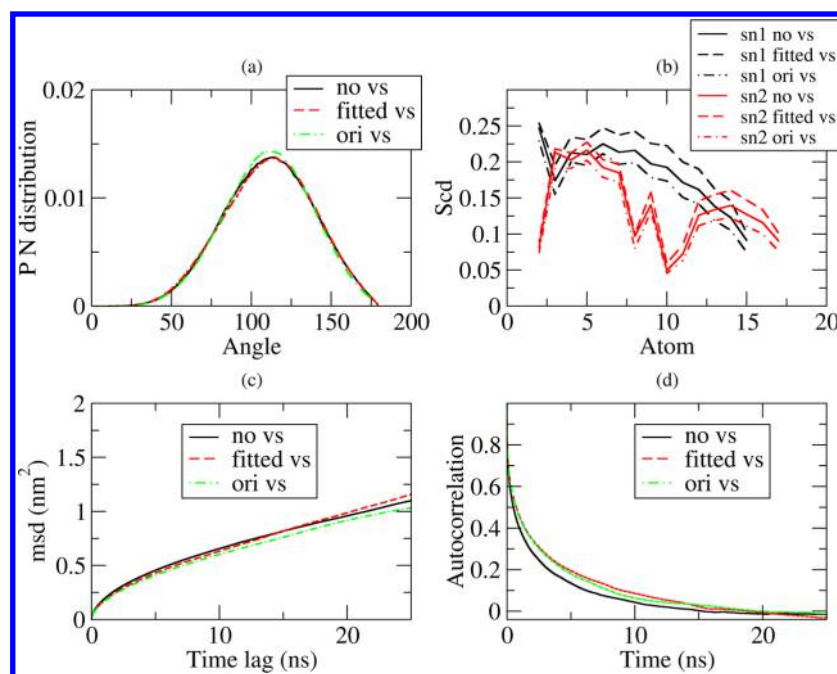 (a)
P N distribution
0.02
0.01
0
0 50 100 150 200
Angle
no vs
fitted vs
ori vs
(b)
Scd
0.25
0.2
0.15
0.1
0.05
0
0 5 10 15 20
Atom
sn1 no vs
sn1 fitted vs
sn1 ori vs
sn2 no vs
sn2 fitted vs
sn2 ori vs
(c)
msd (nm²)
2
1.5
1
0.5
0
0 10 20
Time lag (ns)
no vs
fitted vs
ori vs
(d)
Autocorrelation
0.8
0.6
0.4
0.2
0
0 10 20
Time (ns)
no vs
fitted vs
ori vs